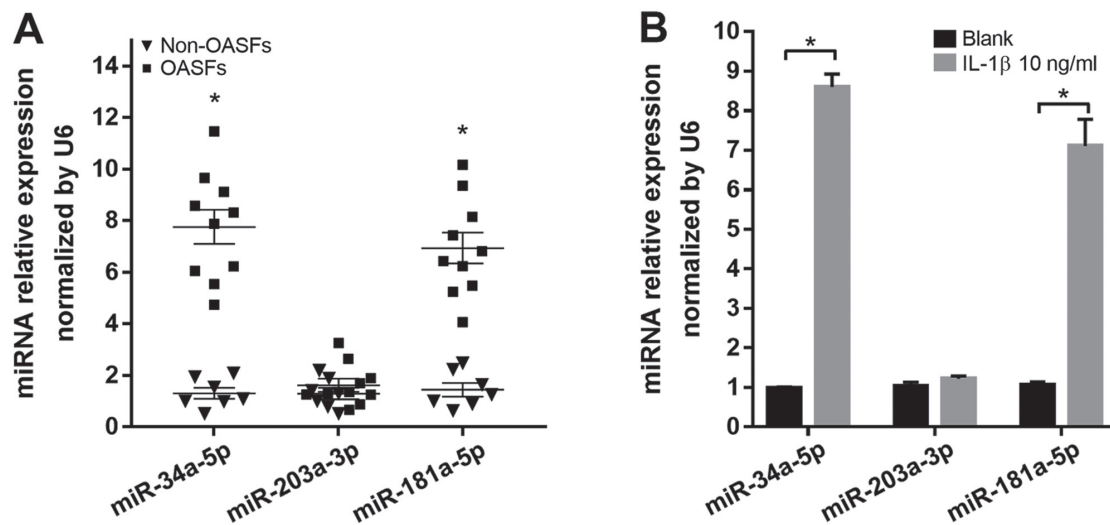 A
miRNA relative expression
normalized by U6
Non-OASFs
OASFs
14
12
10
8
6
4
2
0
*
*
miR-34a-5p
miR-203a-3p
miR-181a-5p
B
miRNA relative expression
normalized by U6
Blank
IL-1β 10 ng/ml
10
9
8
7
6
5
4
3
2
1
0
*
*
miR-34a-5p
miR-203a-3p
miR-181a-5p